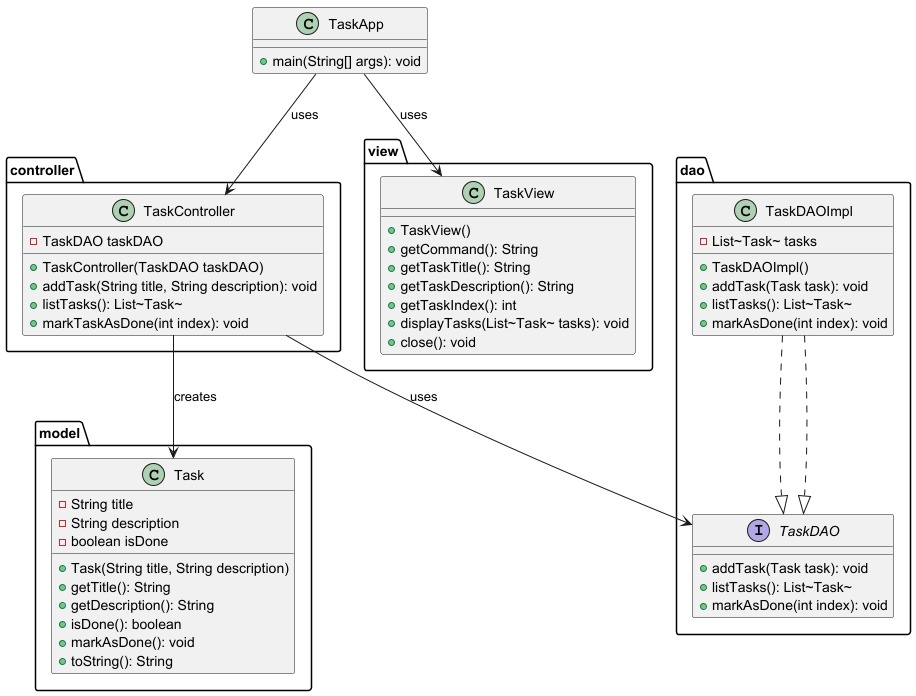 C TaskApp
main(String[] args): void
uses
uses
controller
C TaskController
TaskDAO taskDAO
TaskController(TaskDAO taskDAO)
addTask(String title, String description): void
listTasks(): List~Task~
markTaskAsDone(int index): void
view
C TaskView
TaskView()
getCommand(): String
getTaskTitle(): String
getTaskDescription(): String
getTaskIndex(): int
displayTasks(List~Task~ tasks): void
close(): void
dao
C TaskDAOImpl
List~Task~ tasks
TaskDAOImpl()
addTask(Task task): void
listTasks(): List~Task~
markAsDone(int index): void
creates
uses
model
C Task
String title
String description
boolean isDone
Task(String title, String description)
getTitle(): String
getDescription(): String
isDone(): boolean
markAsDone(): void
toString(): String
I TaskDAO
addTask(Task task): void
listTasks(): List~Task~
markAsDone(int index): void